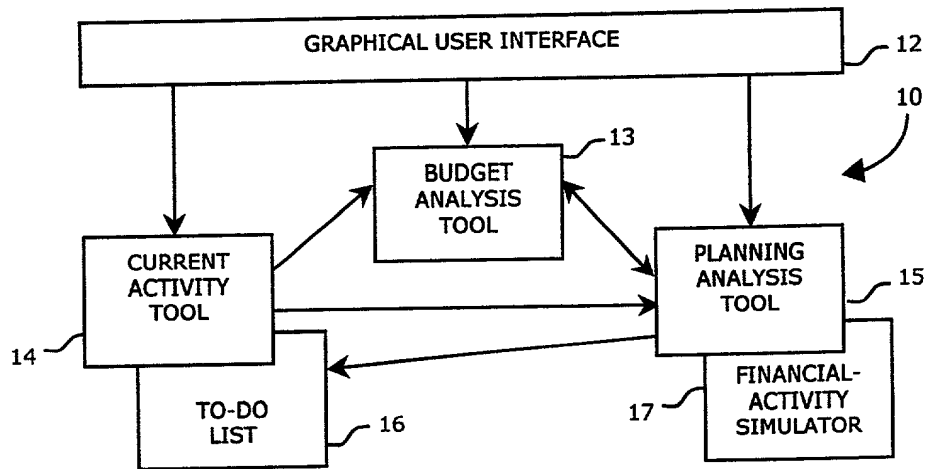 GRAPHICAL USER INTERFACE
12
10
13
BUDGET
ANALYSIS
TOOL
CURRENT
ACTIVITY
TOOL
14
PLANNING
ANALYSIS
TOOL
15
TO-DO
LIST
16
17
FINANCIAL-
ACTIVITY
SIMULATOR